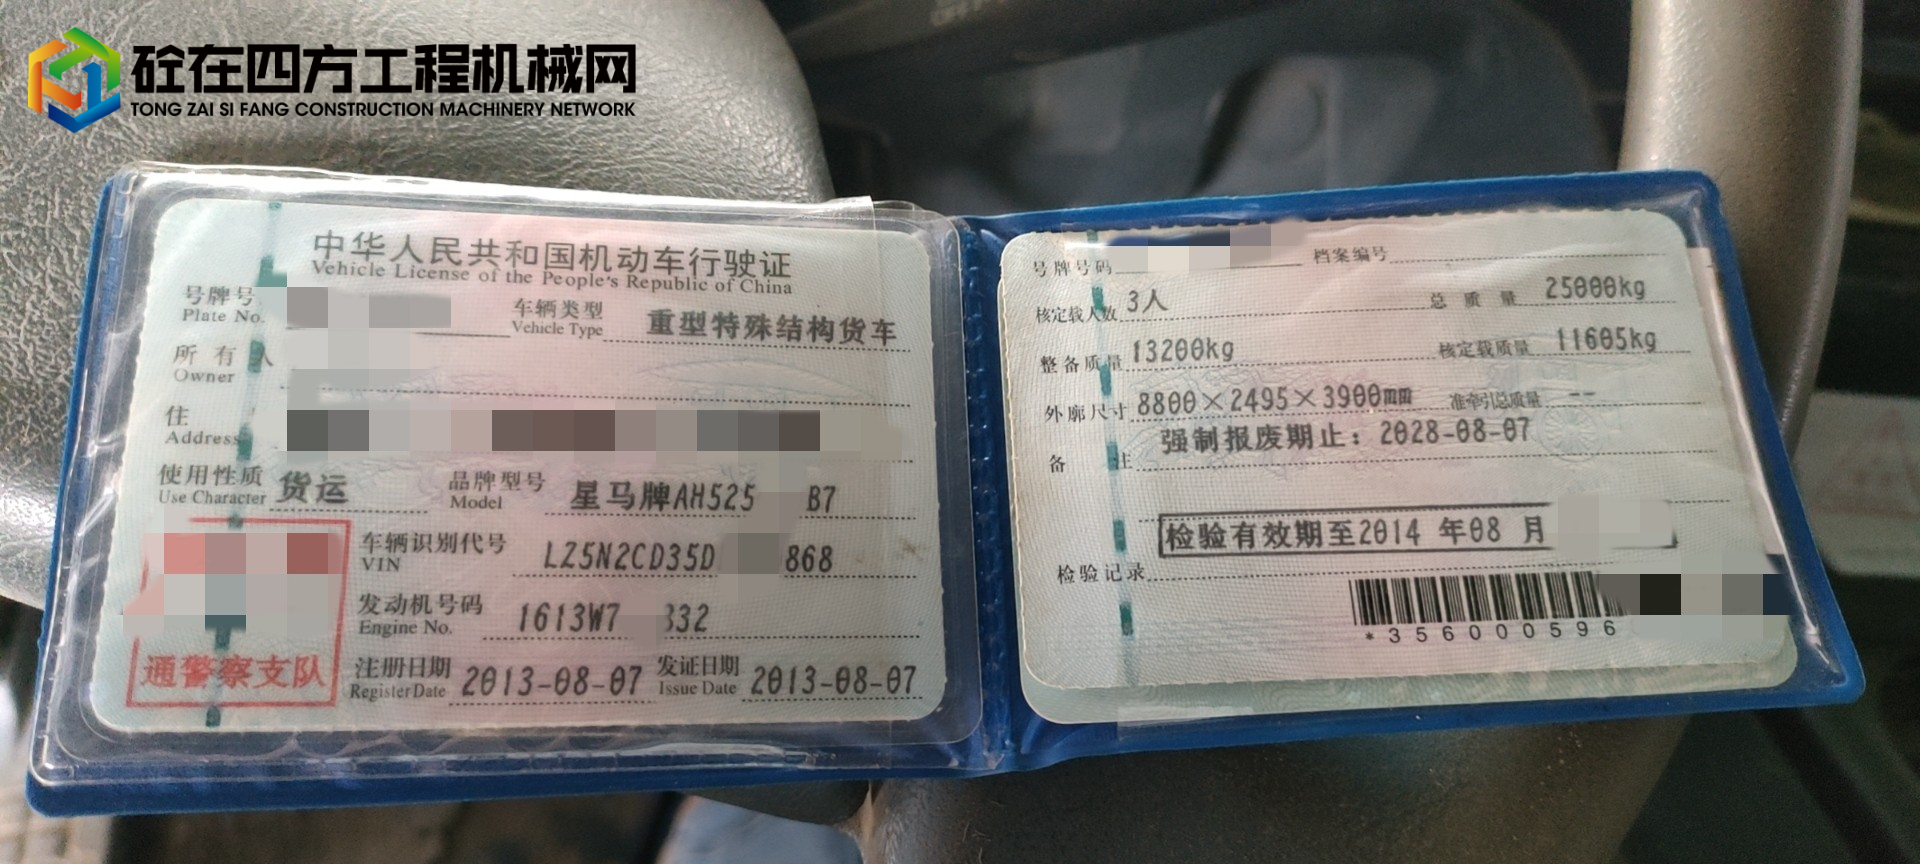 砼在四方工程机械网
TONG ZAI SI FANG CONSTRUCTION MACHINERY NETWORK
中华人民共和国机动车行驶证
Vehicle License of the People's Republic of China
号牌号
Plate No.
车辆类型
Vehicle Type
重型特殊结构货车
所有人
Owner
住
Address
使用性质
Use Character
货运
品牌型号
Model
星马牌AH525 B7
车辆识别代号
VIN
LZ5N2CD35D 868
发动机号码
Engine No.
1613W7 332
注册日期
Register Date
2013-08-07
发证日期
Issue Date
2013-08-07
通警察支队
号牌号码
档案编号
核定载人数 3人
总质量 25000kg
整备质量 13200kg
核定载质量 11605kg
外廓尺寸 8800×2495×3900mm
准牵引总质量 --
备注 强制报废期止：2028-08-07
检验有效期至2014 年08 月
检验记录
*356000596